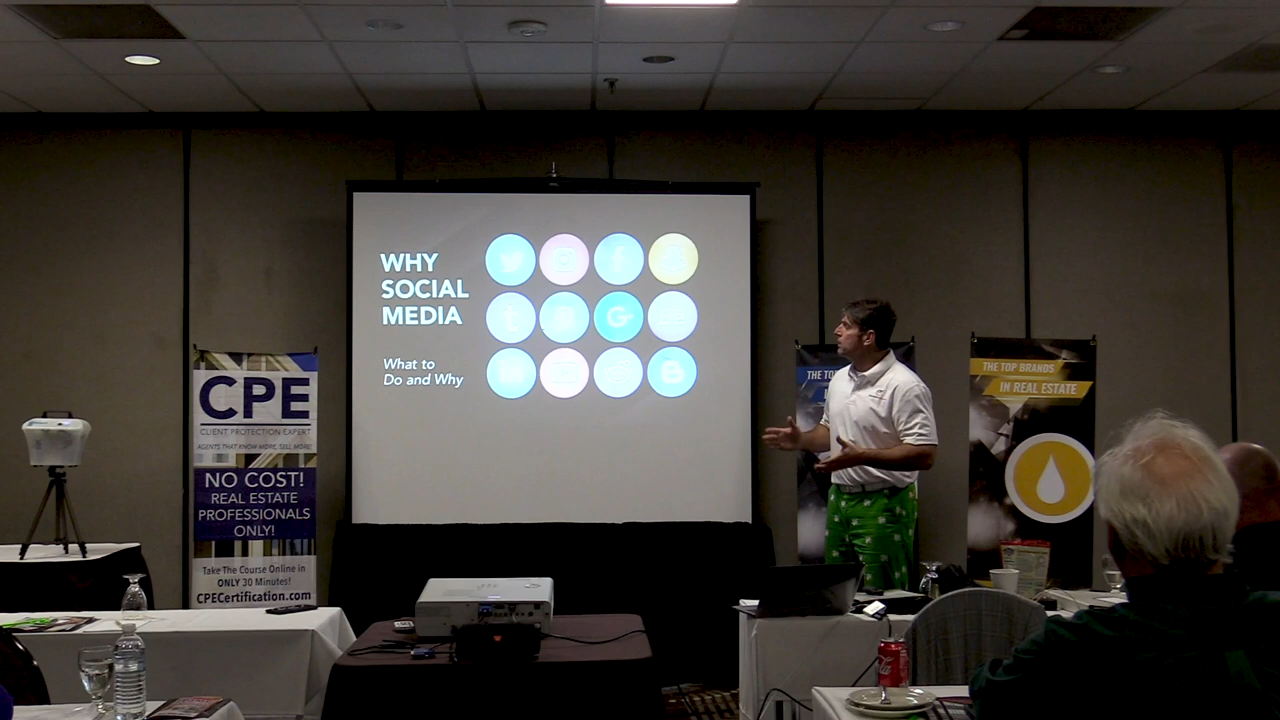 WHY
SOCIAL
MEDIA
What to
Do and Why
G+
CPE
CLIENT PROTECTION EXPERT
AGENTS THAT KNOW MORE, SELL MORE!
NO COST!
REAL ESTATE
PROFESSIONALS
ONLY!
Take The Course Online in
ONLY 30 Minutes!
CPECertification.com
THE TOP
THE TOP BRANDS
IN REAL ESTATE